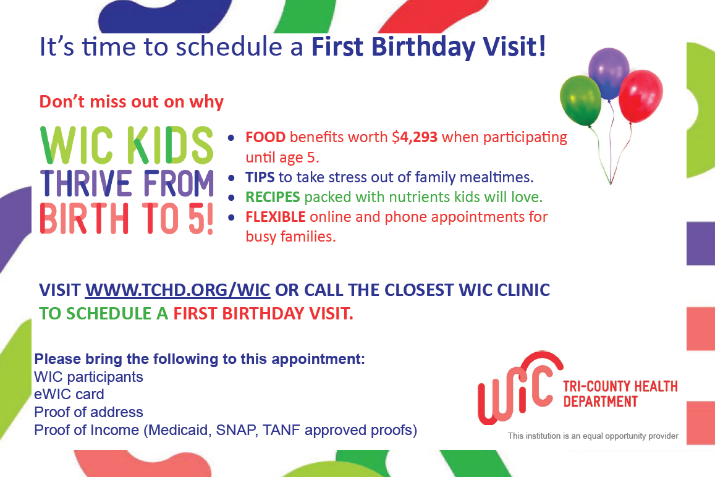 It's time to schedule a First Birthday Visit!
Don't miss out on why
WIC KIDS
THRIVE FROM
BIRTH TO 5!
• FOOD benefits worth $4,293 when participating
until age 5.
• TIPS to take stress out of family mealtimes.
• RECIPES packed with nutrients kids will love.
• FLEXIBLE online and phone appointments for
busy families.
VISIT WWW.TCHD.ORG/WIC OR CALL THE CLOSEST WIC CLINIC
TO SCHEDULE A FIRST BIRTHDAY VISIT.
Please bring the following to this appointment:
WIC participants
eWIC card
Proof of address
Proof of Income (Medicaid, SNAP, TANF approved proofs)
WiC
TRI-COUNTY HEALTH
DEPARTMENT
This institution is an equal opportunity provider